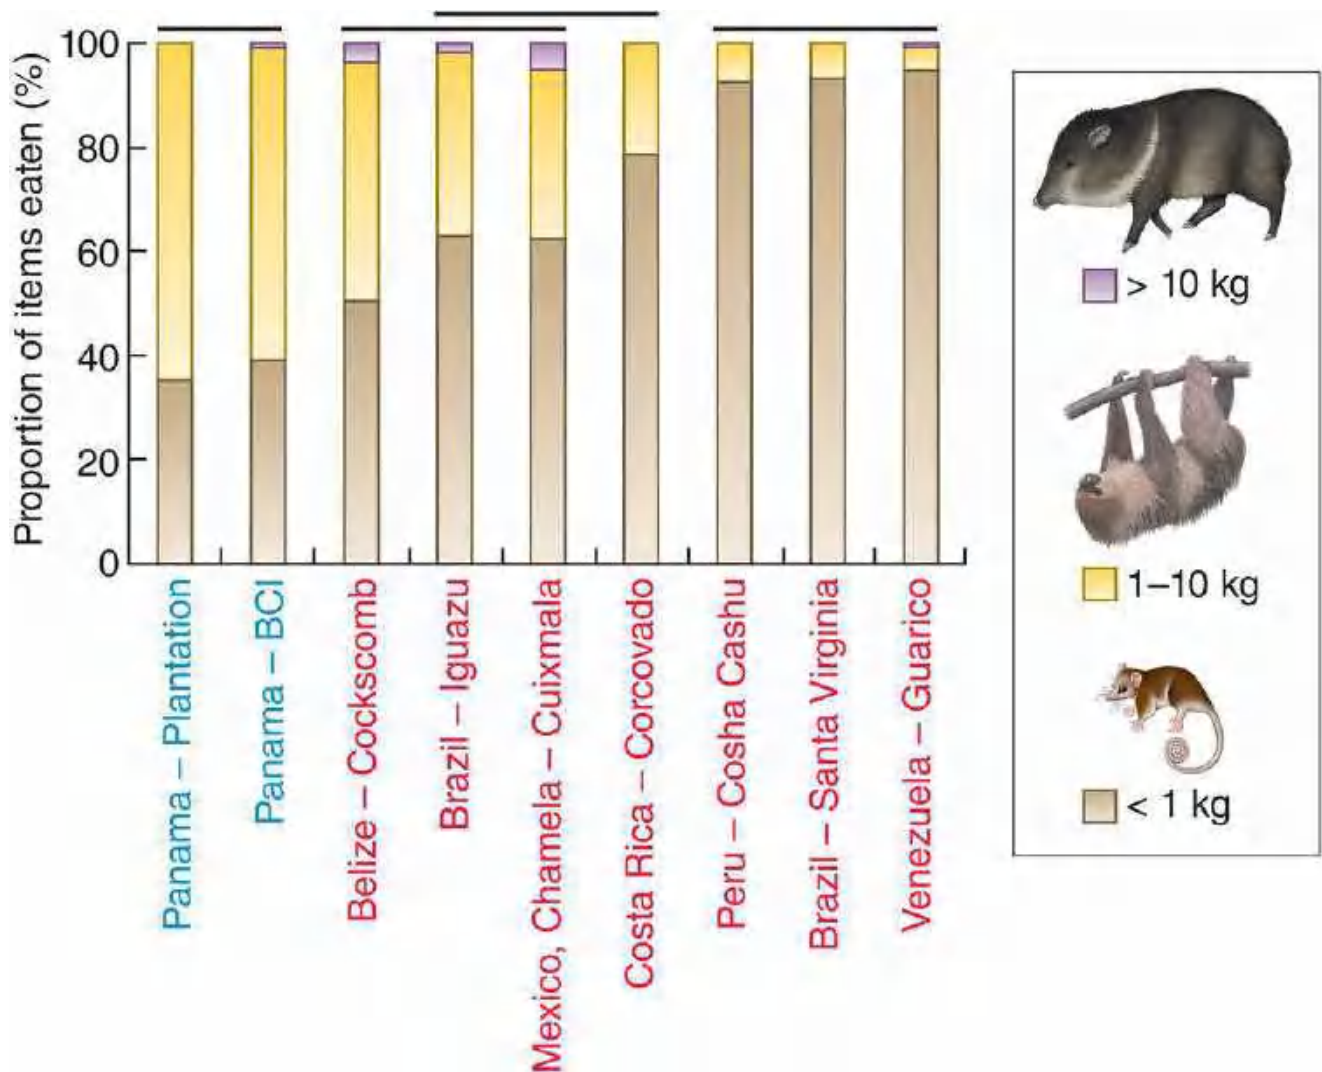 Proportion of items eaten (%)
100
80
60
40
20
0
Panama – Plantation
Panama – BCI
Belize – Cockscomb
Brazil – Iguazu
Mexico, Chamela – Cuixmala
Costa Rica – Corcovado
Peru – Cosha Cashu
Brazil – Santa Virginia
Venezuela – Guarico
> 10 kg
1–10 kg
< 1 kg